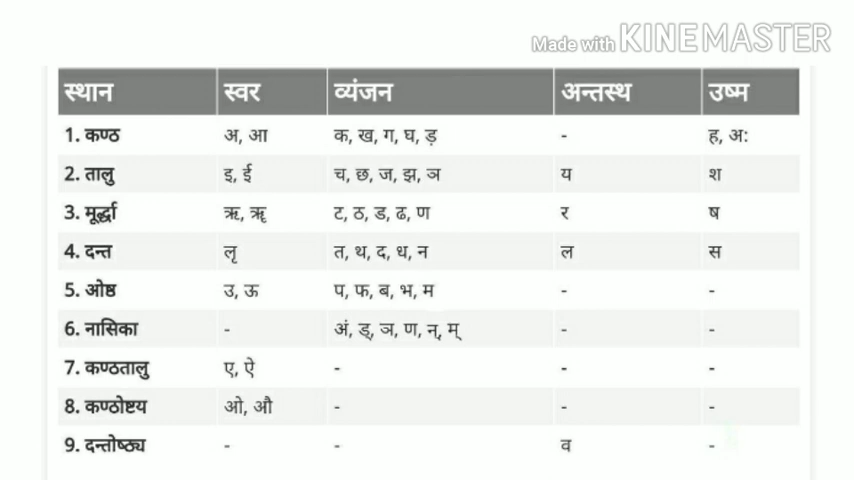 Made with KINEMASTER
स्थान स्वर व्यंजन अन्तस्थ उष्म
1. कण्ठ अ, आ क, ख, ग, घ, ड़ - ह, अ:
2. तालु इ, ई च, छ, ज, झ, ञ य श
3. मूर्द्धा ऋ, ॠ ट, ठ, ड, ढ, ण र ष
4. दन्त लृ त, थ, द, ध, न ल स
5. ओष्ठ उ, ऊ प, फ, ब, भ, म - -
6. नासिका - अं, ड्, ञ, ण, न्, म् - -
7. कण्ठतालु ए, ऐ - - -
8. कण्ठोष्टय ओ, औ - - -
9. दन्तोष्ठ्य - - व -